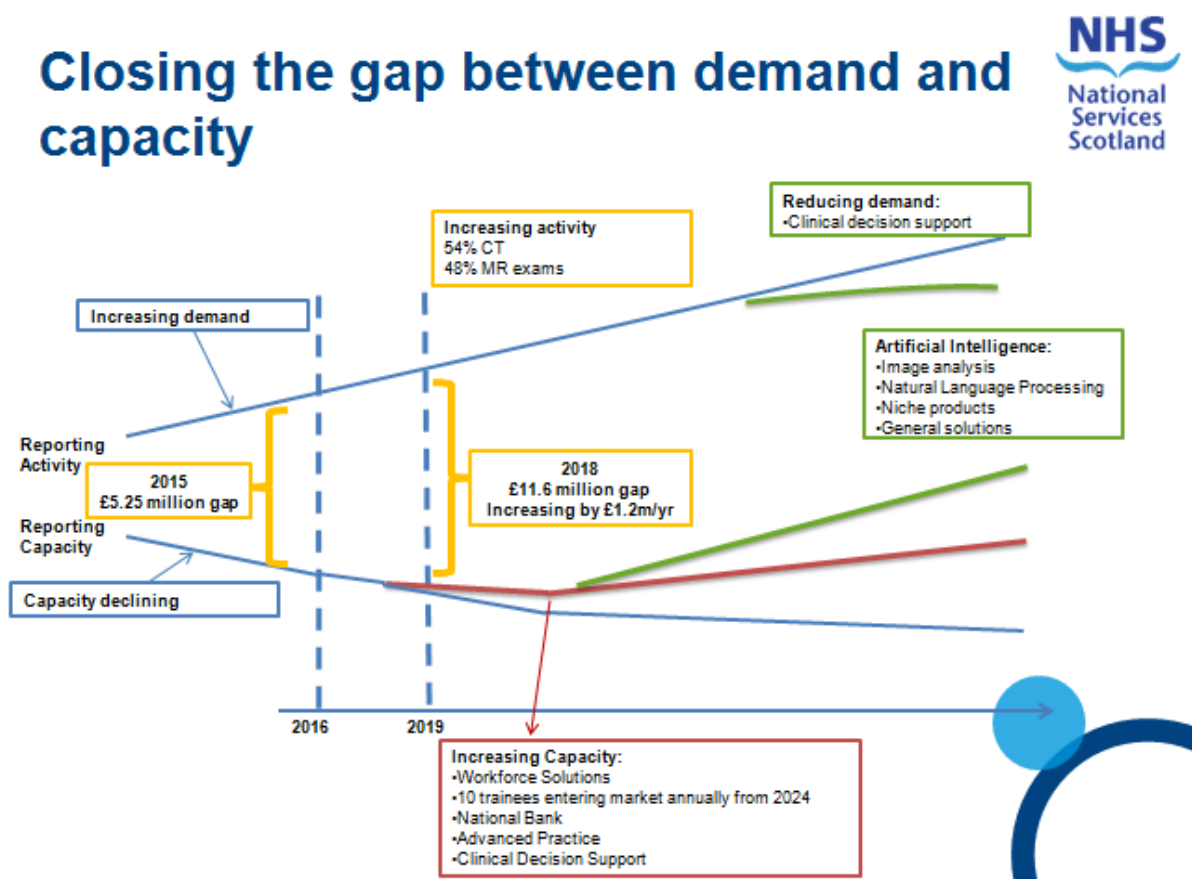 Closing the gap between demand and
capacity
NHS
National
Services
Scotland
Reducing demand:
•Clinical decision support
Increasing activity
54% CT
48% MR exams
Increasing demand
Artificial Intelligence:
•Image analysis
•Natural Language Processing
•Niche products
•General solutions
Reporting
Activity
2015
£5.25 million gap
2018
£11.6 million gap
Increasing by £1.2m/yr
Reporting
Capacity
Capacity declining
2016
2019
Increasing Capacity:
•Workforce Solutions
•10 trainees entering market annually from 2024
•National Bank
•Advanced Practice
•Clinical Decision Support